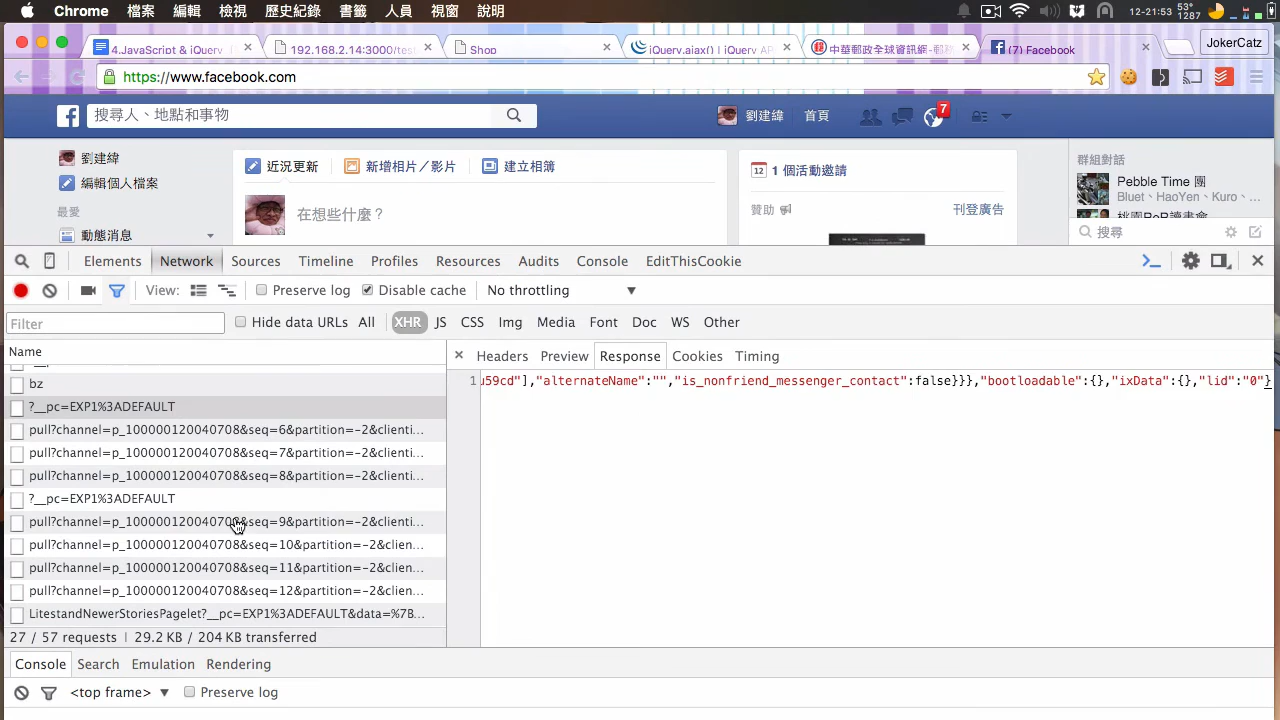 Chrome 檔案 編輯 檢視 歷史紀錄 書籤 人員 視窗 說明 12-21:53 53° 1287
4.JavaScript & jQuery 192.168.2.14:3000/test Shop jQuery.ajax() | jQuery AP 中華郵政全球資訊網-郵政 (7) Facebook JokerCatz
https://www.facebook.com
搜尋人、地點和事物 劉建緯 首頁 7
劉建緯
編輯個人檔案
最愛
動態消息
近況更新 新增相片／影片 建立相簿
在想些什麼？
12 1 個活動邀請
贊助 刊登廣告
群組對話
Pebble Time 團
Bluet、HaoYen、Kuro、...
桃園RoR讀書會
搜尋
Elements Network Sources Timeline Profiles Resources Audits Console EditThisCookie
View: Preserve log Disable cache No throttling
Filter Hide data URLs All XHR JS CSS Img Media Font Doc WS Other
Name
Headers Preview Response Cookies Timing
1 u59cd"],"alternateName":"","is_nonfriend_messenger_contact":false}}},"bootloadable":{},"ixData":{},"lid":"0"}
bz
?__pc=EXP1%3ADEFAULT
pull?channel=p_100000120040708&seq=6&partition=-2&clienti...
pull?channel=p_100000120040708&seq=7&partition=-2&clienti...
pull?channel=p_100000120040708&seq=8&partition=-2&clienti...
?__pc=EXP1%3ADEFAULT
pull?channel=p_100000120040708&seq=9&partition=-2&clienti...
pull?channel=p_100000120040708&seq=10&partition=-2&clien...
pull?channel=p_100000120040708&seq=11&partition=-2&clien...
pull?channel=p_100000120040708&seq=12&partition=-2&clien...
LitestandNewerStoriesPagelet?__pc=EXP1%3ADEFAULT&data=%7B...
27 / 57 requests | 29.2 KB / 204 KB transferred
Console Search Emulation Rendering
<top frame> Preserve log